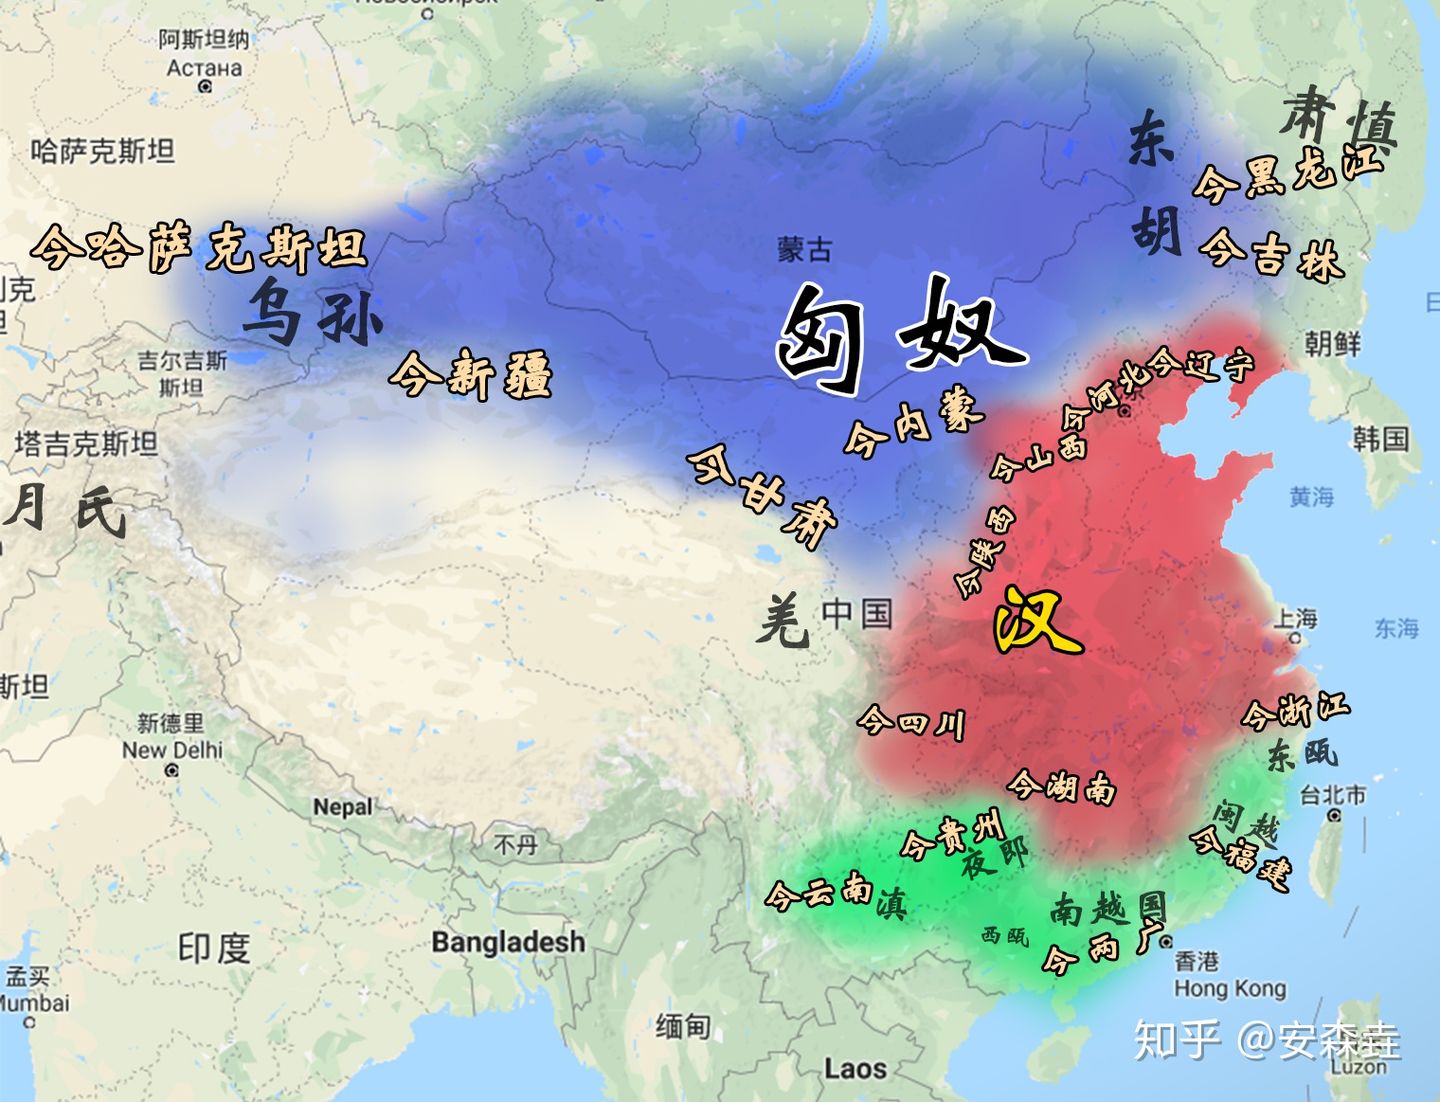 阿斯坦纳
Астана
哈萨克斯坦
肃慎
东胡
今黑龙江
今哈萨克斯坦
今吉林
蒙古
乌孙
匈奴
朝鲜
吉尔吉斯
斯坦
今新疆
今辽宁
今河北
今内蒙
韩国
塔吉克斯坦
今山西
今甘肃
黄海
月氏
今陕西
羌
中国
汉
上海
东海
斯坦
新德里
New Delhi
今四川
今浙江
东瓯
今湖南
台北市
Nepal
不丹
今贵州
夜郎
闽越
今福建
今云南
滇
南越国
西瓯
今两广
印度
Bangladesh
香港
Hong Kong
孟买
Mumbai
缅甸
Laos
知乎 @安森垚
Luzon